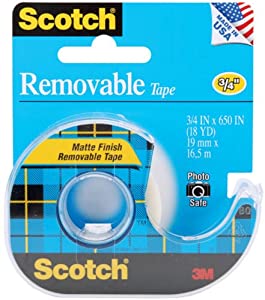 Scotch
MADE IN USA
Removable Tape
3/4"
3/4 IN x 650 IN
(18 YD)
19 mm x
16,5 m
Matte Finish
Removable Tape
Photo
Safe
Scotch
3M